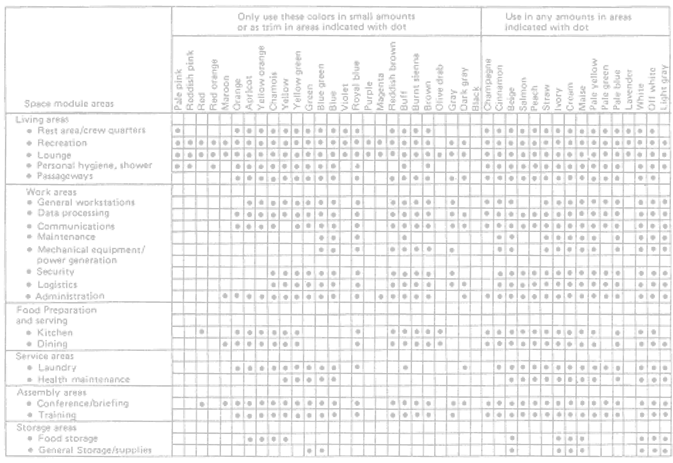 Only use these colors in small amounts
or as trim in areas indicated with dot
Use in any amounts in areas
indicated with dot
Space module areas
Pale pink
Reddish pink
Red
Red orange
Maroon
Orange
Apricot
Yellow orange
Chamois
Yellow
Yellow green
Green
Blue green
Blue
Violet
Royal blue
Purple
Magenta
Reddish brown
Buff
Burnt sienna
Brown
Olive drab
Gray
Dark gray
Black
Champagne
Cinnamon
Beige
Salmon
Peach
Straw
Ivory
Cream
Maise
Pale yellow
Pale green
Pale blue
Lavender
White
Off white
Light gray
Living areas
• Rest area/crew quarters
• Recreation
• Lounge
• Personal hygiene, shower
• Passageways
Work areas
• General workstations
• Data processing
• Communications
• Maintenance
• Mechanical equipment/
power generation
• Security
• Logistics
• Administration
Food Preparation
and serving
• Kitchen
• Dining
Service areas
• Laundry
• Health maintenance
Assembly areas
• Conference/briefing
• Training
Storage areas
• Food storage
• General Storage/supplies